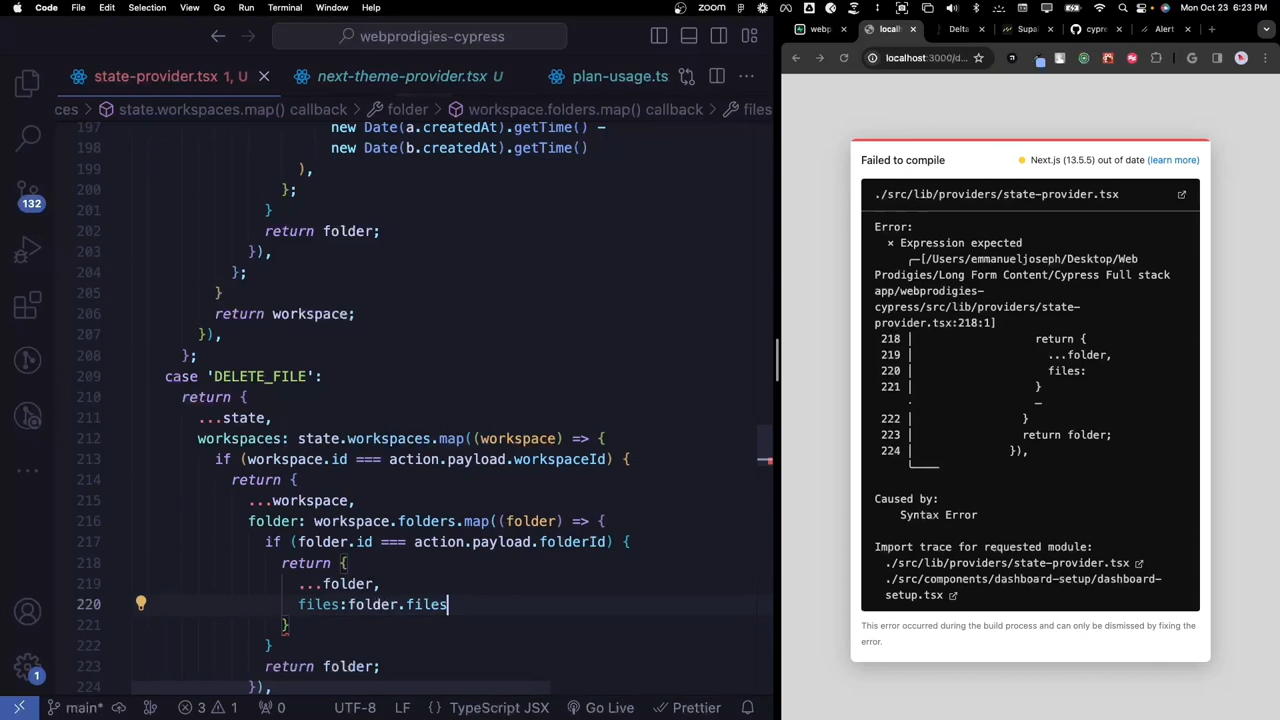 Code File Edit Selection View Go Run Terminal Window Help
zoom
Mon Oct 23 6:23 PM
webprodigies-cypress
state-provider.tsx 1, U
next-theme-provider.tsx U
plan-usage.ts
ces > state.workspaces.map() callback > folder > workspace.folders.map() callback > files
197 new Date(a.createdAt).getTime() -
198 new Date(b.createdAt).getTime()
199 ),
200 };
201 }
202 return folder;
203 }),
204 };
205 }
206 return workspace;
207 }),
208 };
209 case 'DELETE_FILE':
210 return {
211 ...state,
212 workspaces: state.workspaces.map((workspace) => {
213 if (workspace.id === action.payload.workspaceId) {
214 return {
215 ...workspace,
216 folder: workspace.folders.map((folder) => {
217 if (folder.id === action.payload.folderId) {
218 return {
219 ...folder,
220 files:folder.files
221 }
222 }
223 return folder;
224 }),
132
1
main*
3 1
0
UTF-8 LF {} TypeScript JSX Go Live Prettier
webp
local
Delta
Supa
cypre
Alert
localhost:3000/d...
Failed to compile
Next.js (13.5.5) out of date (learn more)
./src/lib/providers/state-provider.tsx
Error:
× Expression expected
╭─[/Users/emmanueljoseph/Desktop/Web
Prodigies/Long Form Content/Cypress Full stack
app/webprodigies-
cypress/src/lib/providers/state-
provider.tsx:218:1]
218 │ return {
219 │ ...folder,
220 │ files:
221 │ }
· ─
222 │ }
223 │ return folder;
224 │ }),
╰────
Caused by:
Syntax Error
Import trace for requested module:
./src/lib/providers/state-provider.tsx
./src/components/dashboard-setup/dashboard-
setup.tsx
This error occurred during the build process and can only be dismissed by fixing the
error.